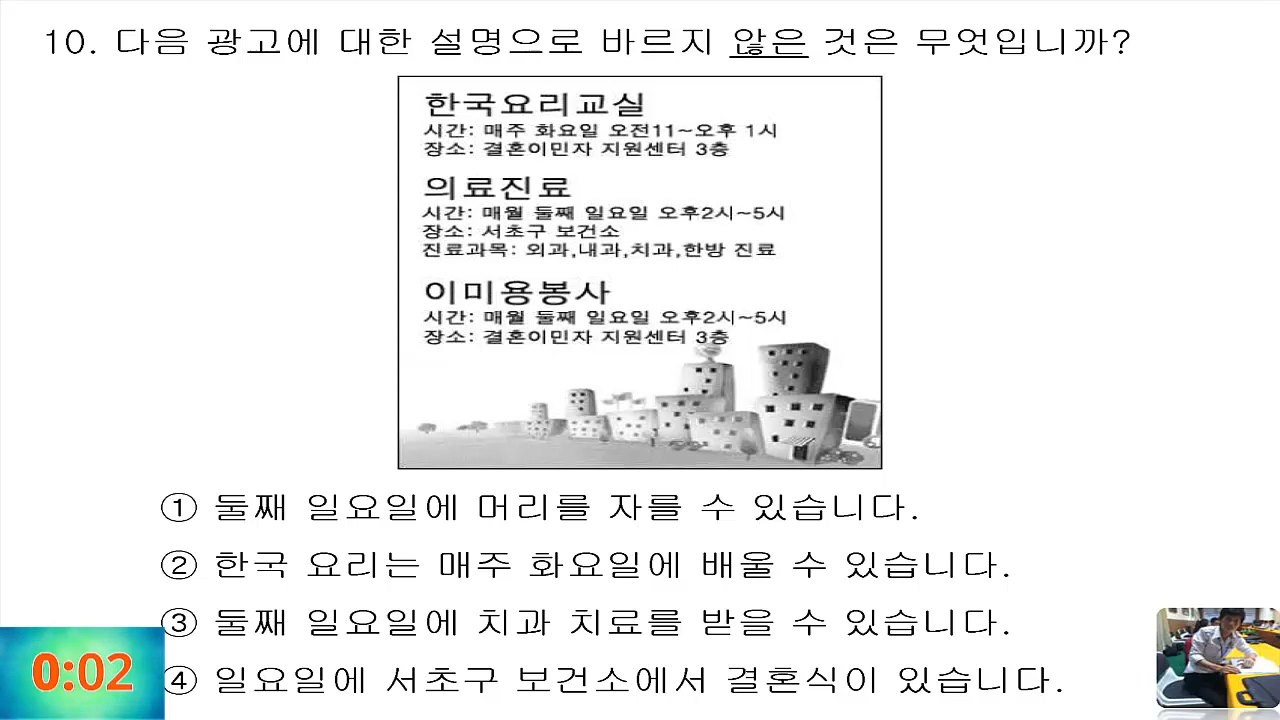 10. 다음 광고에 대한 설명으로 바르지 않은 것은 무엇입니까?
한국요리교실
시간: 매주 화요일 오전11~오후 1시
장소: 결혼이민자 지원센터 3층
의료진료
시간: 매월 둘째 일요일 오후2시~5시
장소: 서초구 보건소
진료과목: 외과,내과,치과,한방 진료
이미용봉사
시간: 매월 둘째 일요일 오후2시~5시
장소: 결혼이민자 지원센터 3층
① 둘째 일요일에 머리를 자를 수 있습니다.
② 한국 요리는 매주 화요일에 배울 수 있습니다.
③ 둘째 일요일에 치과 치료를 받을 수 있습니다.
④ 일요일에 서초구 보건소에서 결혼식이 있습니다.
0:02